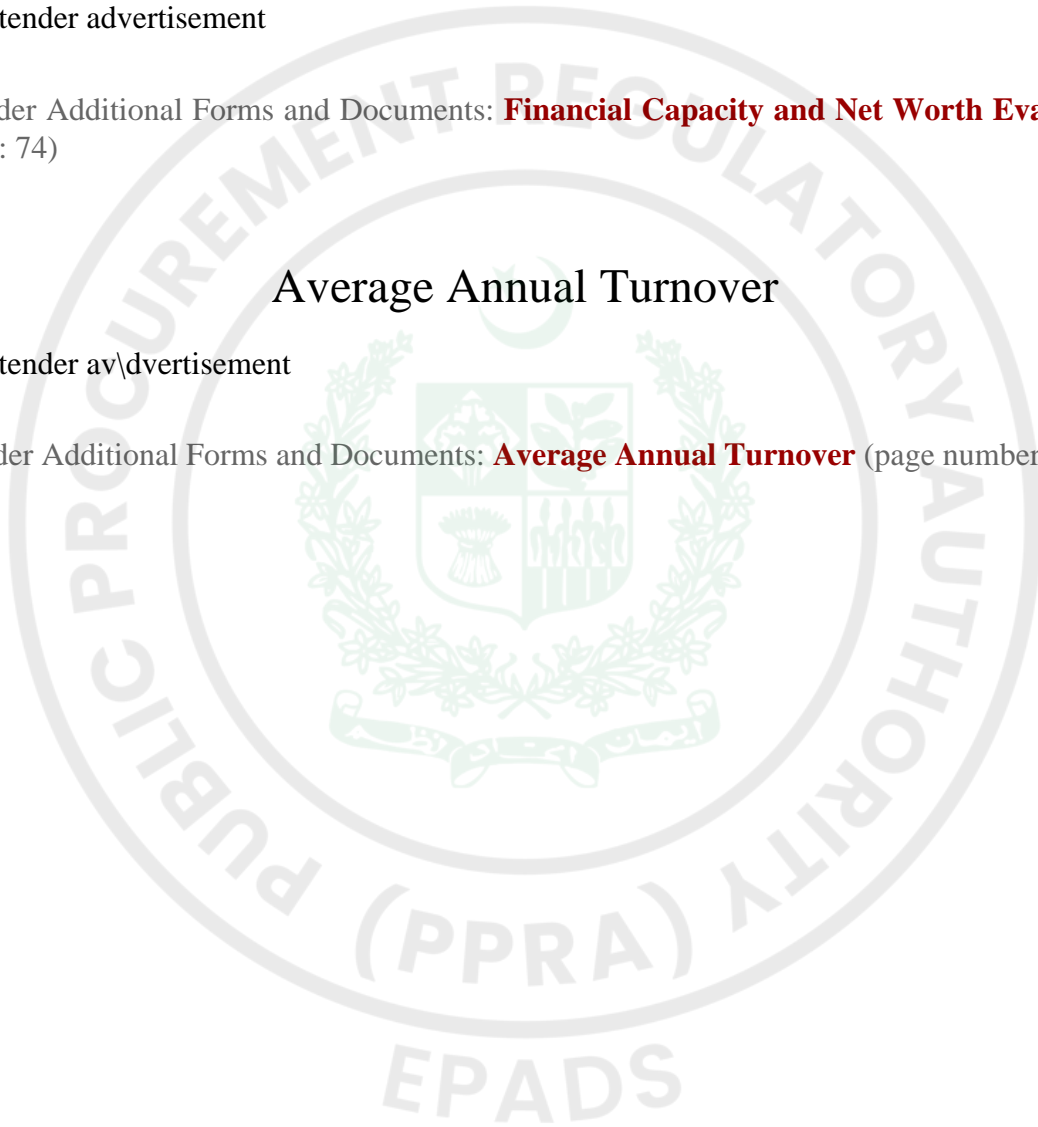 tender advertisement
der Additional Forms and Documents: Financial Capacity and Net Worth Eva
: 74)
Average Annual Turnover
tender av\dvertisement
der Additional Forms and Documents: Average Annual Turnover (page number
PUBLIC PROCUREMENT REGULATORY AUTHORITY
(PPRA)
EPADS